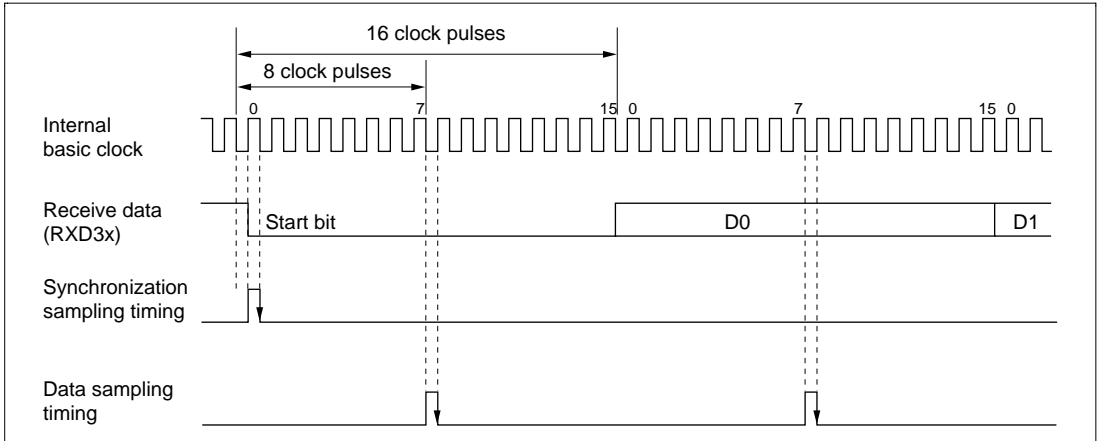 16 clock pulses
8 clock pulses
0 7 15 0 7 15 0
Internal
basic clock
Receive data
(RXD3x)
Start bit D0 D1
Synchronization
sampling timing
Data sampling
timing